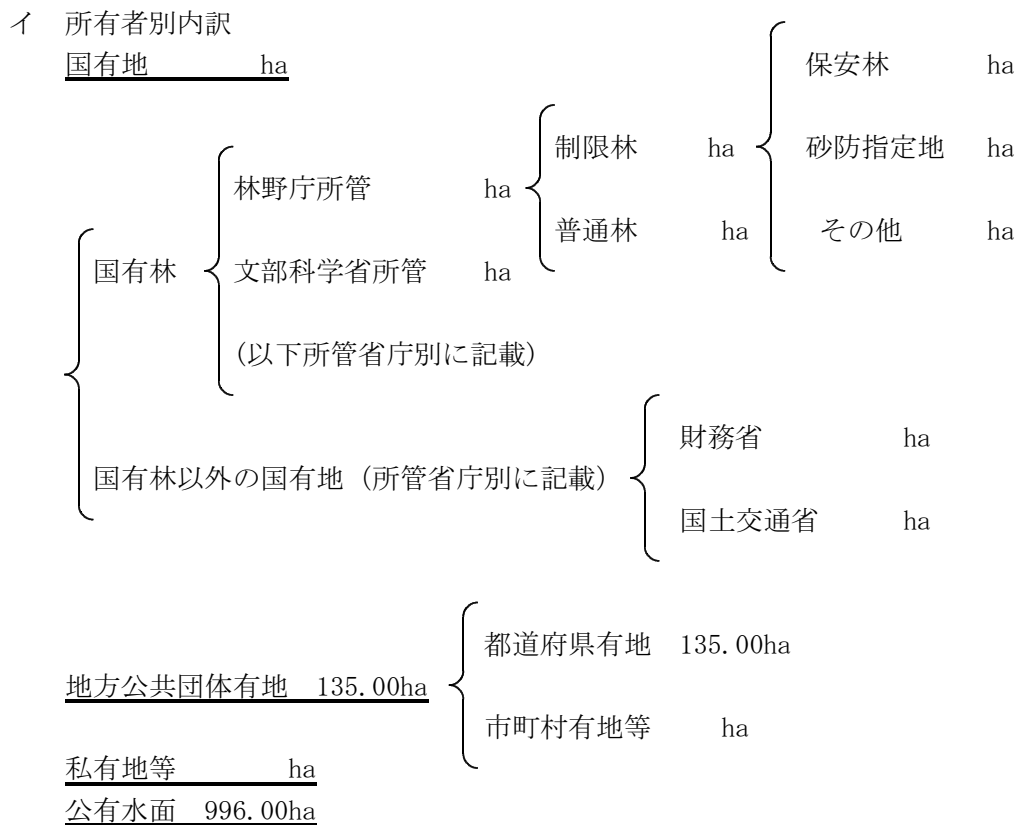 イ 所有者別内訳
国有地 ha
保安林 ha
制限林 ha
砂防指定地 ha
林野庁所管 ha
普通林 ha
その他 ha
国有林
文部科学省所管 ha
(以下所管省庁別に記載)
財務省 ha
国有林以外の国有地(所管省庁別に記載)
国土交通省 ha
都道府県有地 135.00ha
地方公共団体有地 135.00ha
市町村有地等 ha
私有地等 ha
公有水面 996.00ha